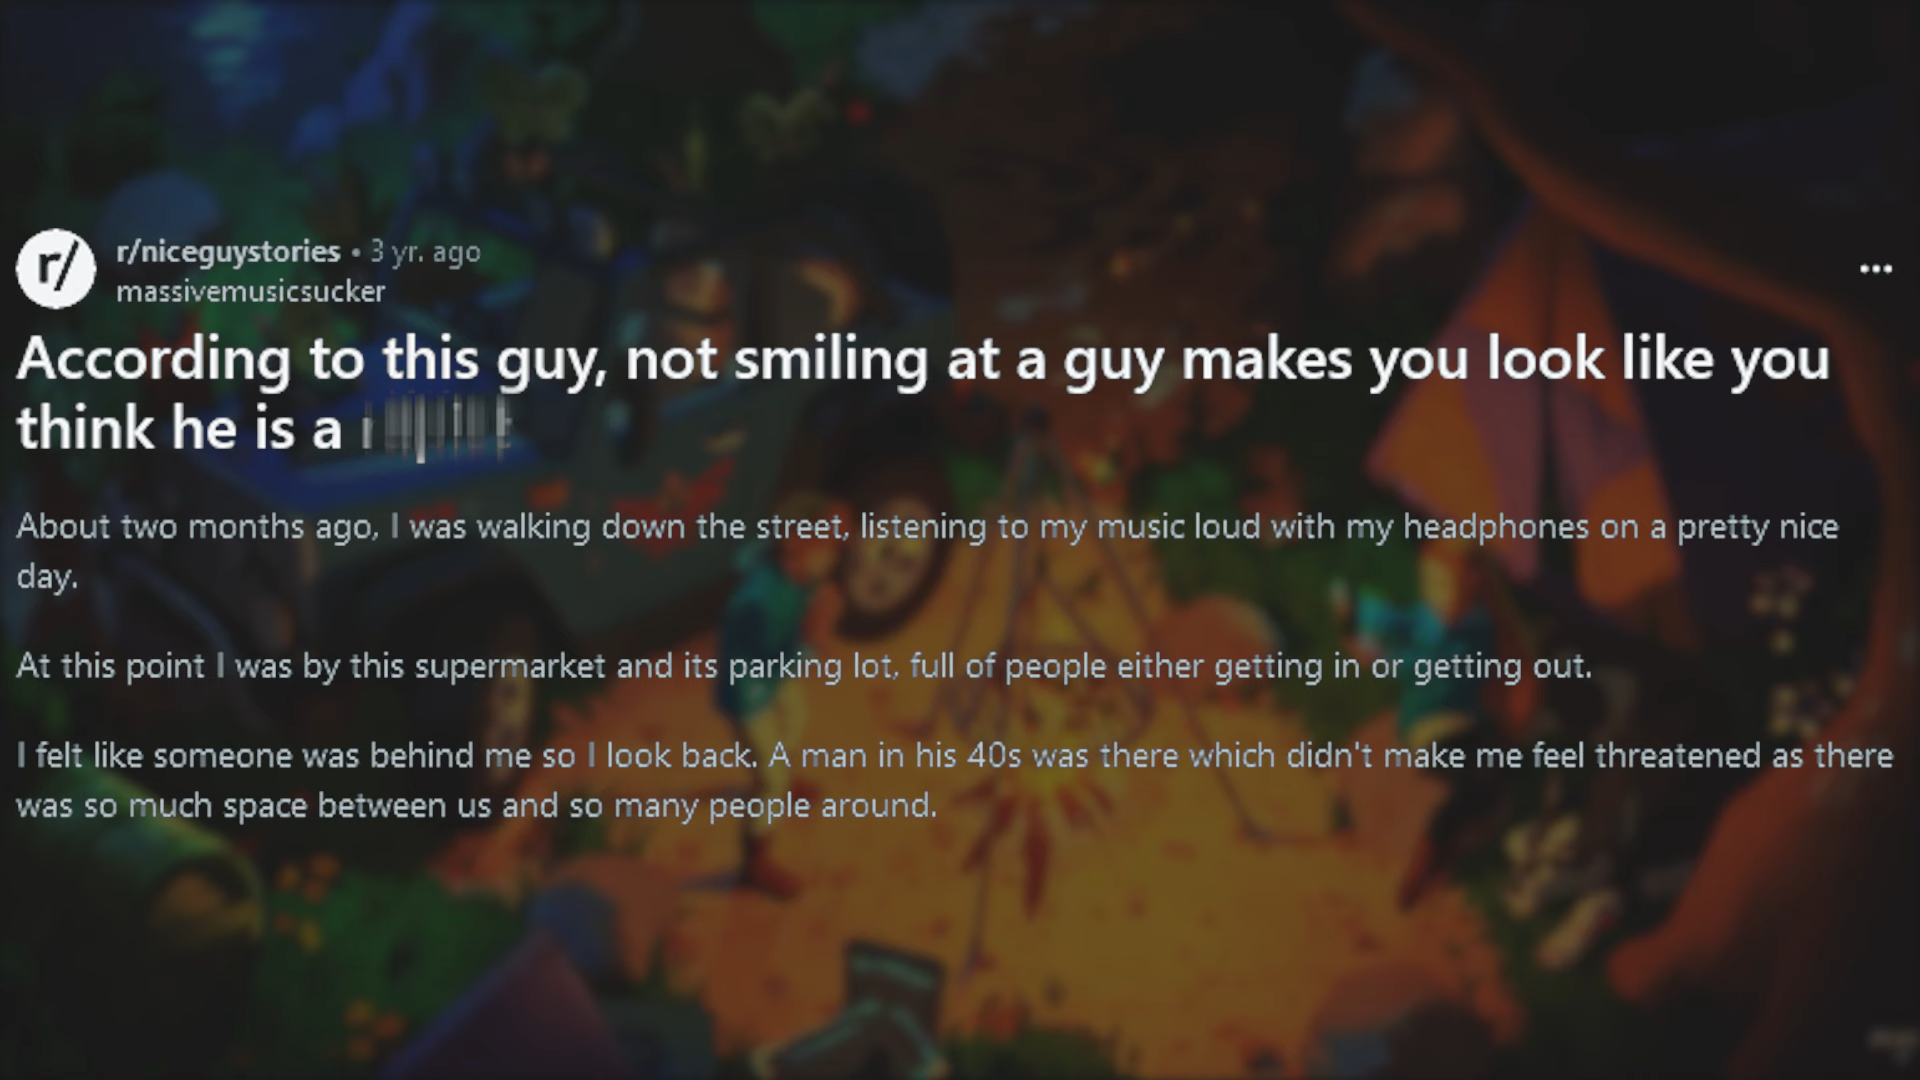 r/
r/niceguystories • 3 yr. ago
massivemusicsucker
According to this guy, not smiling at a guy makes you look like you
think he is a
About two months ago, I was walking down the street, listening to my music loud with my headphones on a pretty nice
day.
At this point I was by this supermarket and its parking lot, full of people either getting in or getting out.
I felt like someone was behind me so I look back. A man in his 40s was there which didn't make me feel threatened as there
was so much space between us and so many people around.